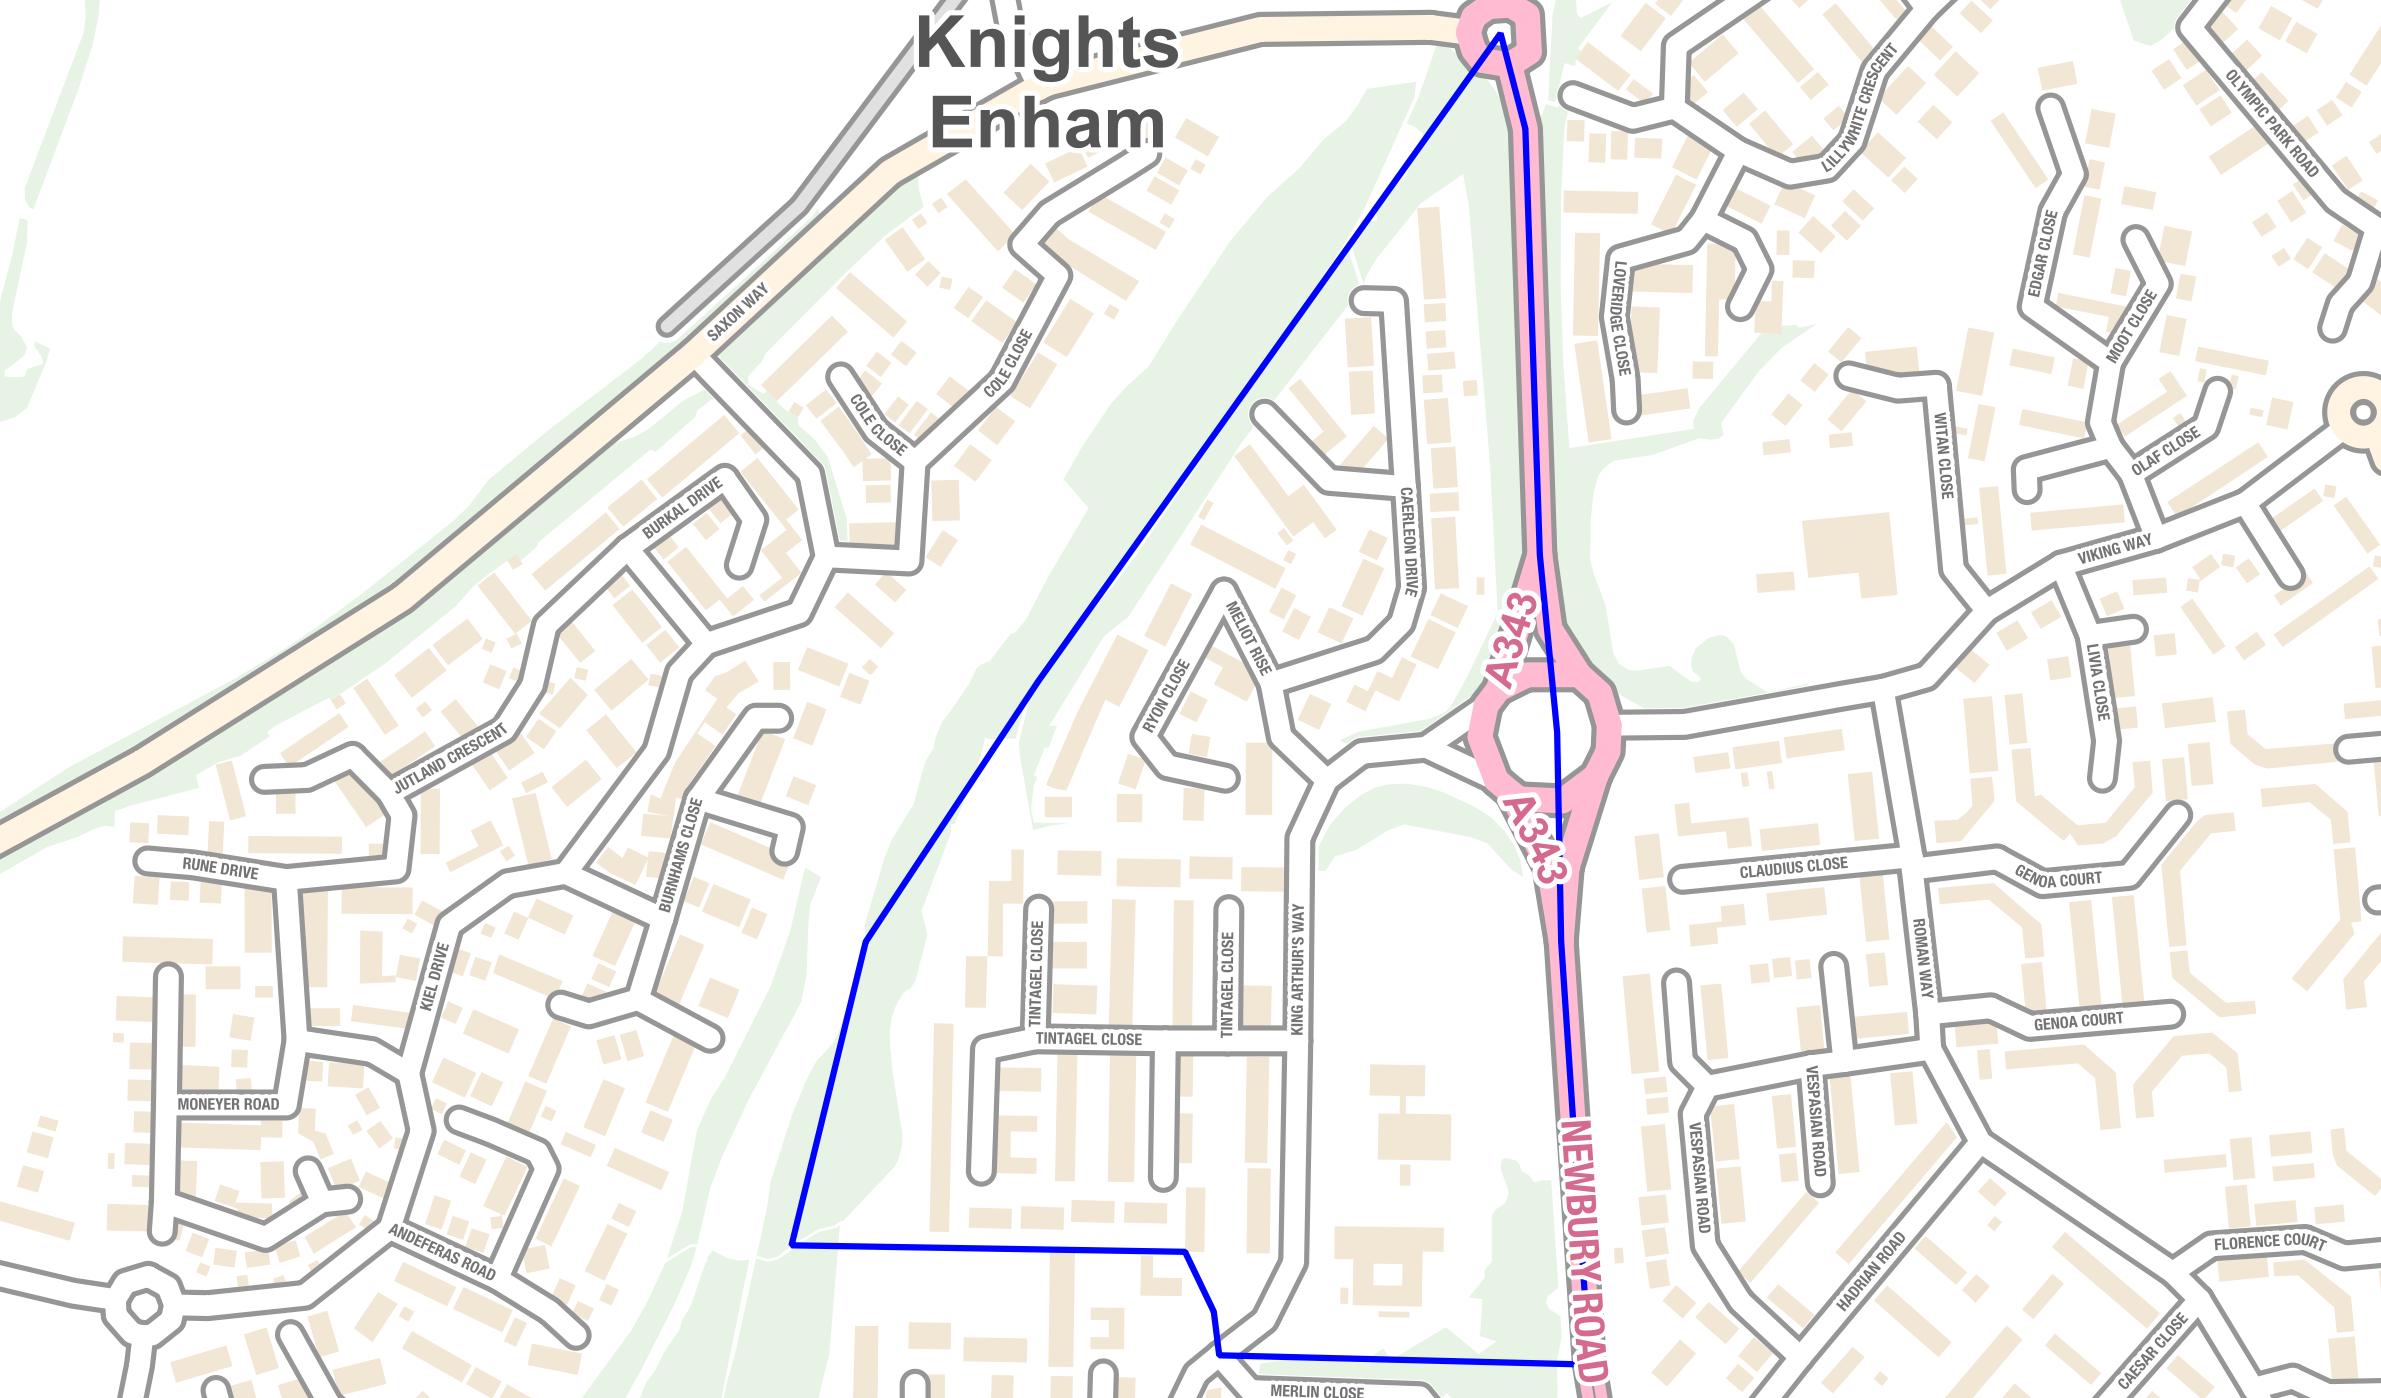 Knights
Enham
LILLYWHITE CRESCENT
OLYMPIC PARK ROAD
EDGAR CLOSE
LOVERIDGE CLOSE
MOOT CLOSE
SAXON WAY
COLE CLOSE
COLE CLOSE
WITAN CLOSE
OLAF CLOSE
BURKAL DRIVE
CAERLEON DRIVE
VIKING WAY
A343
MELIOT RISE
RYON CLOSE
LIVIA CLOSE
JUTLAND CRESCENT
A343
BURNHAMS CLOSE
RUNE DRIVE
CLAUDIUS CLOSE
GENOA COURT
KIEL DRIVE
TINTAGEL CLOSE
TINTAGEL CLOSE
KING ARTHUR'S WAY
ROMAN WAY
TINTAGEL CLOSE
GENOA COURT
MONEYER ROAD
VESPASIAN ROAD
VESPASIAN ROAD
NEWBURY ROAD
ANDEFERAS ROAD
HADRIAN ROAD
FLORENCE COURT
CAESAR CLOSE
MERLIN CLOSE